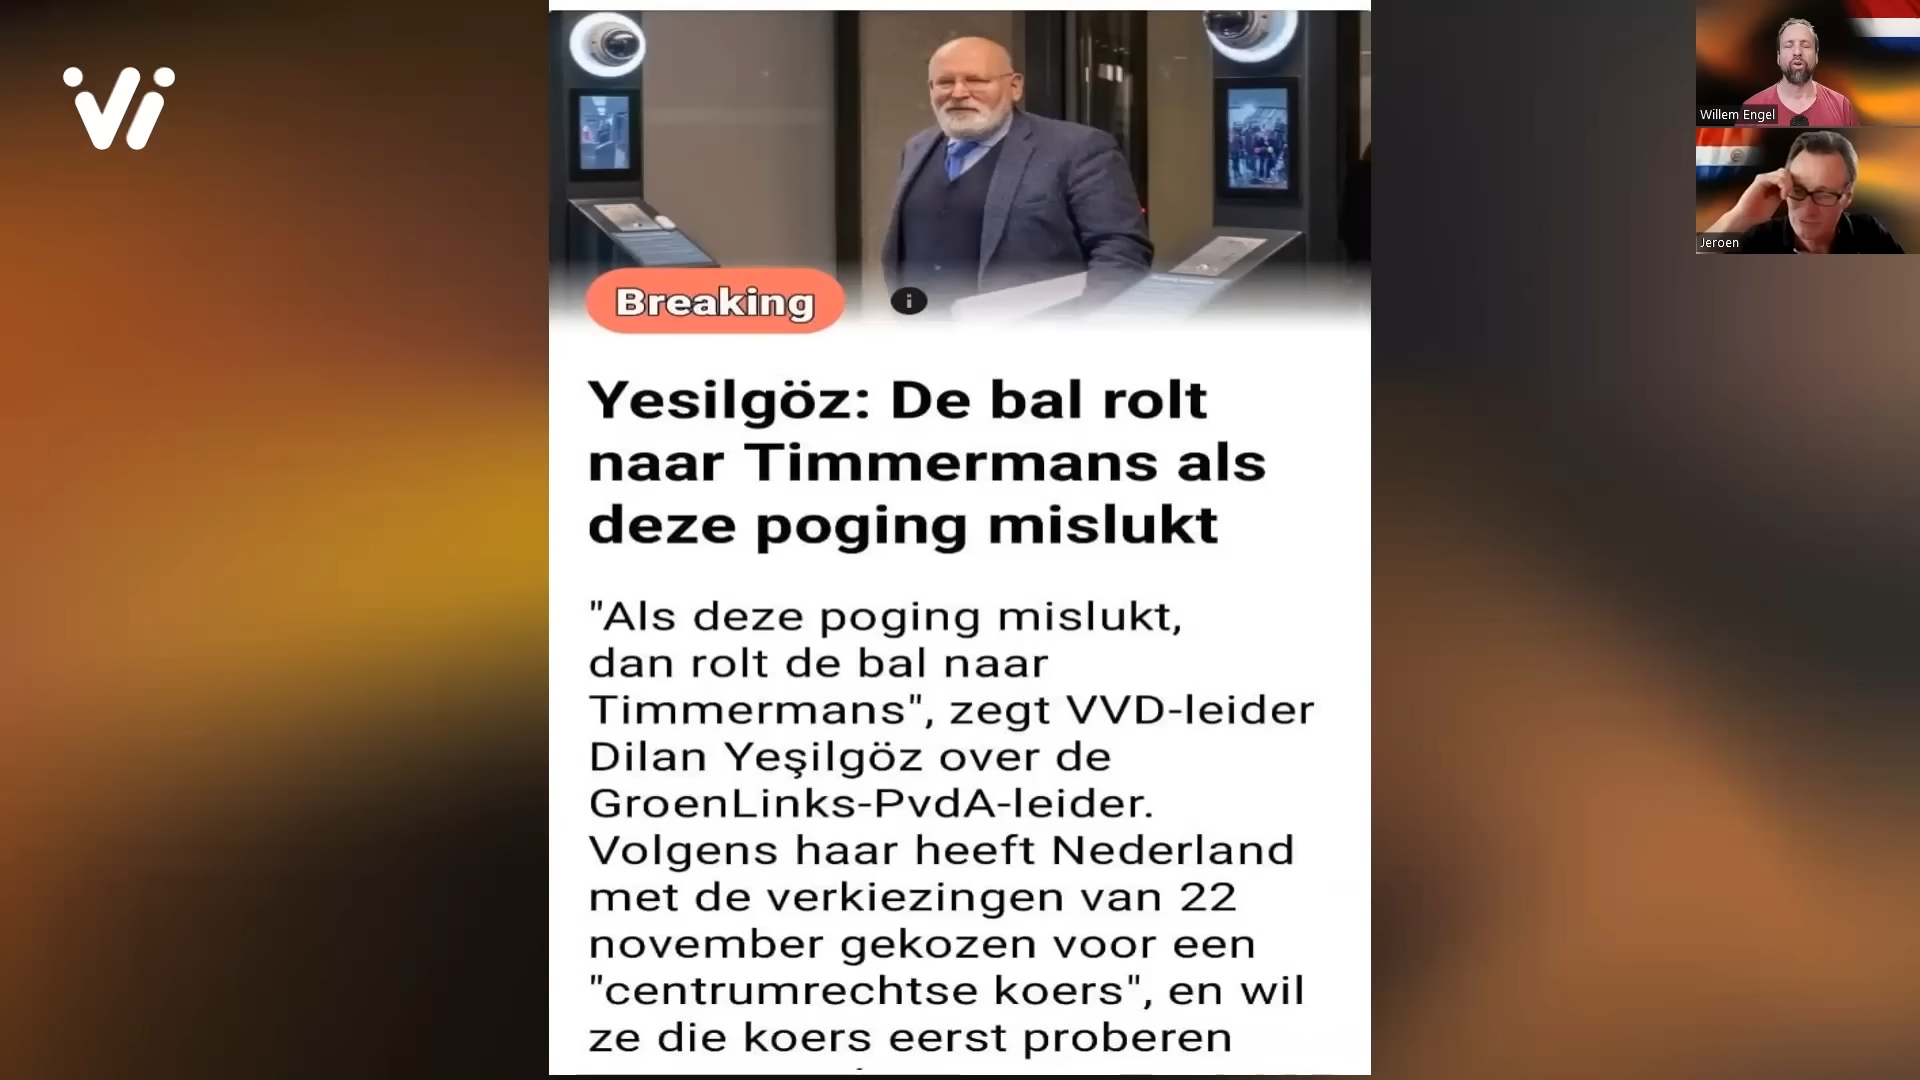 Vi
Willem Engel
Jeroen
Breaking
i
Yesilgöz: De bal rolt
naar Timmermans als
deze poging mislukt
"Als deze poging mislukt,
dan rolt de bal naar
Timmermans", zegt VVD-leider
Dilan Yeşilgöz over de
GroenLinks-PvdA-leider.
Volgens haar heeft Nederland
met de verkiezingen van 22
november gekozen voor een
"centrumrechtse koers", en wil
ze die koers eerst proberen